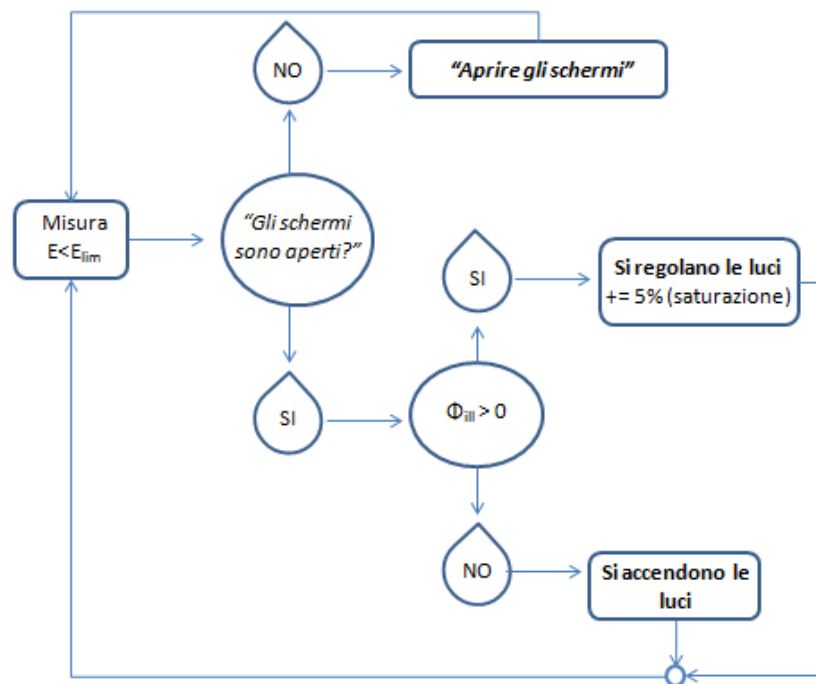 NO
“Aprire gli schermi”
Misura
E<Elim
“Gli schermi
sono aperti?”
SI
Si regolano le luci
+= 5% (saturazione)
SI
Φill > 0
NO
Si accendono le
luci